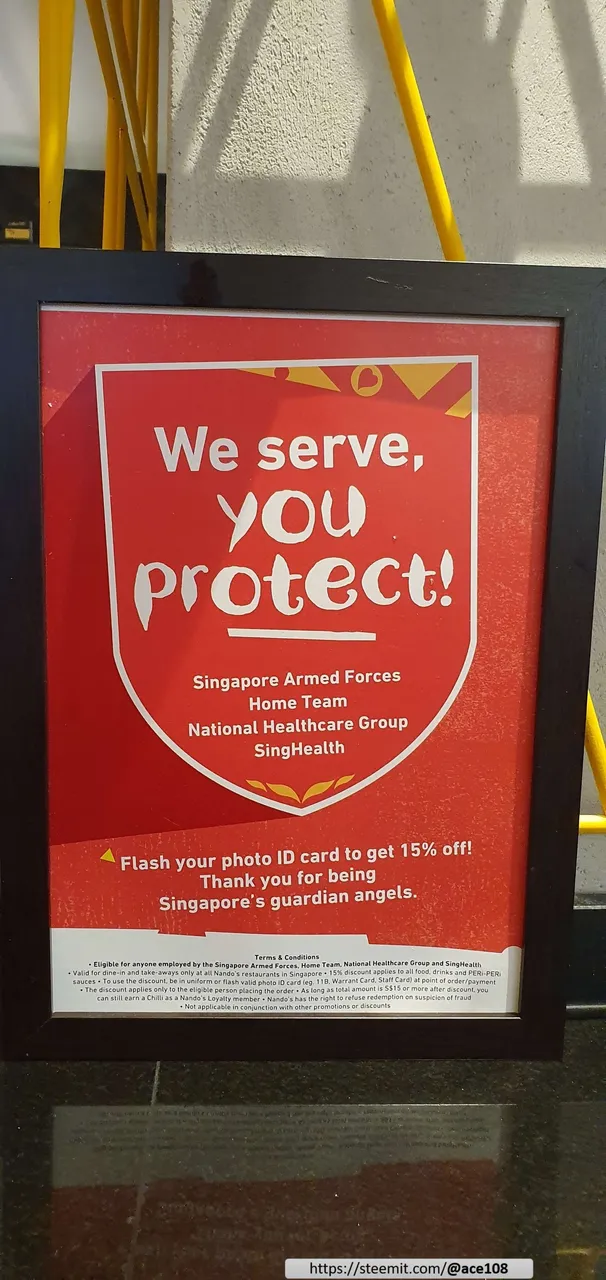 We serve,
you
protect!
Singapore Armed Forces
Home Team
National Healthcare Group
SingHealth
Flash your photo ID card to get 15% off!
Thank you for being
Singapore's guardian angels.
Terms & Conditions
• Eligible for anyone employed by the Singapore Armed Forces, Home Team, National Healthcare Group and SingHealth
• Valid for dine-in and take-aways only at all Nando's restaurants in Singapore • 15% discount applies to all food, drinks and PERi-PERi
sauces • To use the discount, be in uniform or flash valid photo ID card (eg. 11B, Warrant Card, Staff Card) at point of order/payment
• The discount applies only to the eligible person placing the order • As long as total amount is S$15 or more after discount, you
can still earn a Chilli as a Nando's Loyalty member • Nando's has the right to refuse redemption on suspicion of fraud
• Not applicable in conjunction with other promotions or discounts
https://steemit.com/@ace108